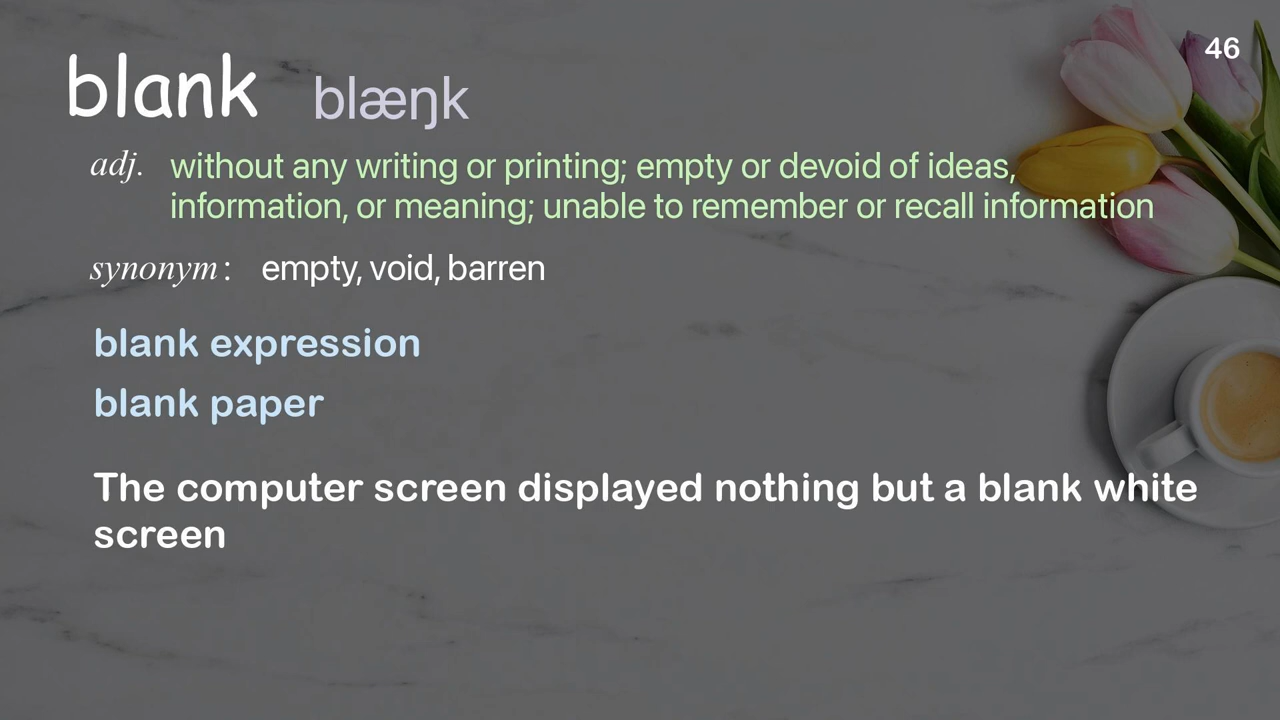 46
blank blæŋk
adj. without any writing or printing; empty or devoid of ideas,
information, or meaning; unable to remember or recall information
synonym: empty, void, barren
blank expression
blank paper
The computer screen displayed nothing but a blank white
screen